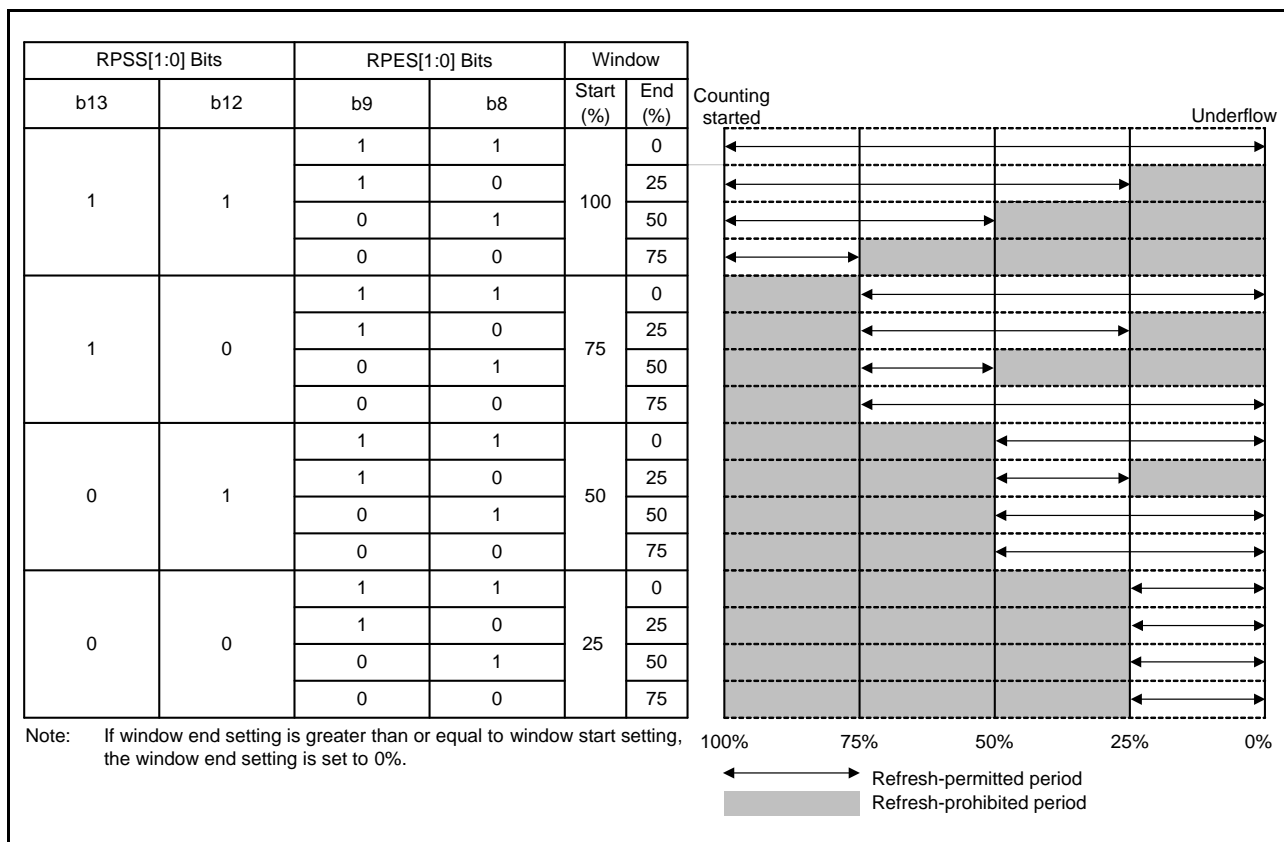 RPSS[1:0] Bits RPES[1:0] Bits Window
b13 b12 b9 b8 Start (%) End (%) Counting started Underflow
1 1 1 1 100 0
1 0 25
0 1 50
0 0 75
1 0 1 1 75 0
1 0 25
0 1 50
0 0 75
0 1 1 1 50 0
1 0 25
0 1 50
0 0 75
0 0 1 1 25 0
1 0 25
0 1 50
0 0 75
Note: If window end setting is greater than or equal to window start setting,
the window end setting is set to 0%.
100% 75% 50% 25% 0%
Refresh-permitted period
Refresh-prohibited period